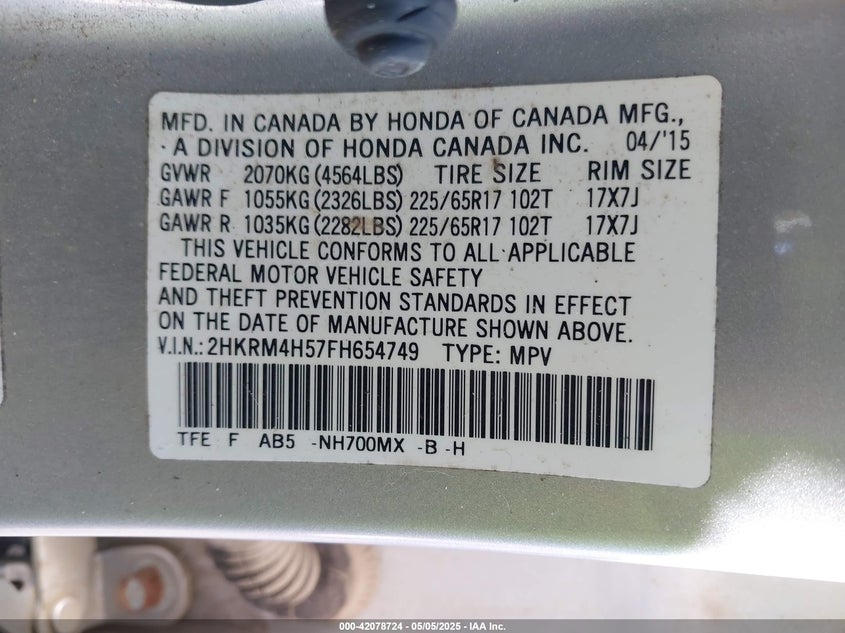 MFD. IN CANADA BY HONDA OF CANADA MFG.,
A DIVISION OF HONDA CANADA INC. 04/'15
GVWR 2070KG (4564LBS) TIRE SIZE RIM SIZE
GAWR F 1055KG (2326LBS) 225/65R17 102T 17X7J
GAWR R 1035KG (2282LBS) 225/65R17 102T 17X7J
THIS VEHICLE CONFORMS TO ALL APPLICABLE
FEDERAL MOTOR VEHICLE SAFETY
AND THEFT PREVENTION STANDARDS IN EFFECT
ON THE DATE OF MANUFACTURE SHOWN ABOVE.
V.I.N.: 2HKRM4H57FH654749 TYPE: MPV
TFE F AB5 -NH700MX -B -H
000-42078724 | 05/05/2025 - IAA Inc.